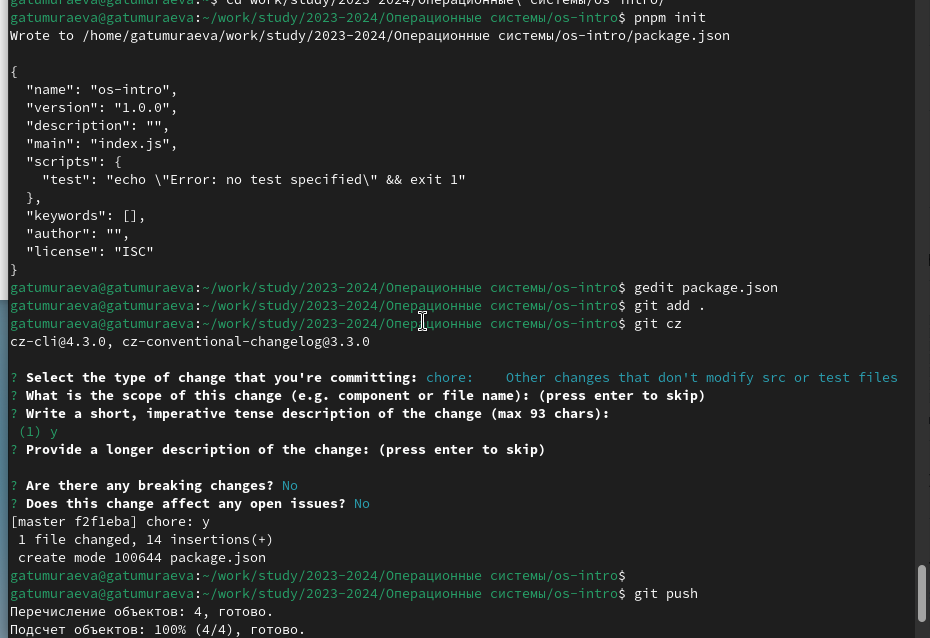 gatumuraeva@gatumuraeva:~$ cd work/study/2023-2024/Операционные\ системы/os-intro/
gatumuraeva@gatumuraeva:~/work/study/2023-2024/Операционные системы/os-intro$ pnpm init
Wrote to /home/gatumuraeva/work/study/2023-2024/Операционные системы/os-intro/package.json
{
  "name": "os-intro",
  "version": "1.0.0",
  "description": "",
  "main": "index.js",
  "scripts": {
    "test": "echo \"Error: no test specified\" && exit 1"
  },
  "keywords": [],
  "author": "",
  "license": "ISC"
}
gatumuraeva@gatumuraeva:~/work/study/2023-2024/Операционные системы/os-intro$ gedit package.json
gatumuraeva@gatumuraeva:~/work/study/2023-2024/Операционные системы/os-intro$ git add .
gatumuraeva@gatumuraeva:~/work/study/2023-2024/Операционные системы/os-intro$ git cz
cz-cli@4.3.0, cz-conventional-changelog@3.3.0
? Select the type of change that you're committing: chore:    Other changes that don't modify src or test files
? What is the scope of this change (e.g. component or file name): (press enter to skip)
? Write a short, imperative tense description of the change (max 93 chars):
 (1) y
? Provide a longer description of the change: (press enter to skip)
? Are there any breaking changes? No
? Does this change affect any open issues? No
[master f2f1eba] chore: y
 1 file changed, 14 insertions(+)
 create mode 100644 package.json
gatumuraeva@gatumuraeva:~/work/study/2023-2024/Операционные системы/os-intro$
gatumuraeva@gatumuraeva:~/work/study/2023-2024/Операционные системы/os-intro$ git push
Перечисление объектов: 4, готово.
Подсчет объектов: 100% (4/4), готово.